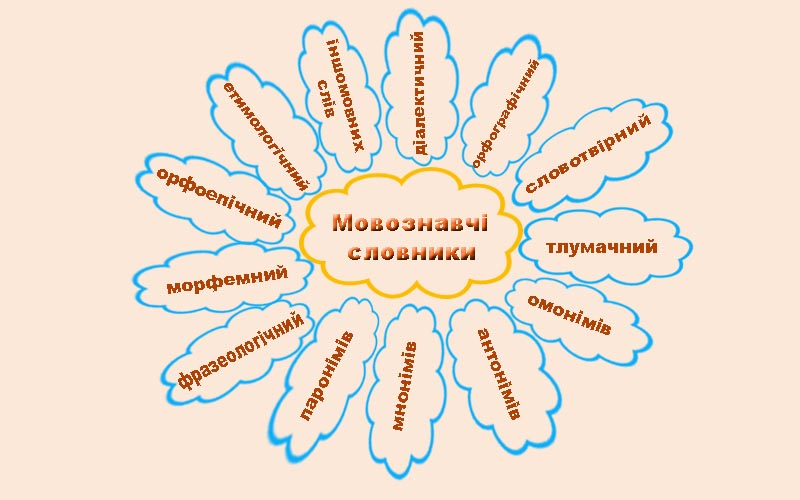 Мовознавчі
словники
діалектичний
орфографічний
словотвірний
тлумачний
омонімів
антонімів
мнонімів
паронімів
фразеологічний
морфемний
орфоепічний
етимологічний
іншомовних
слів